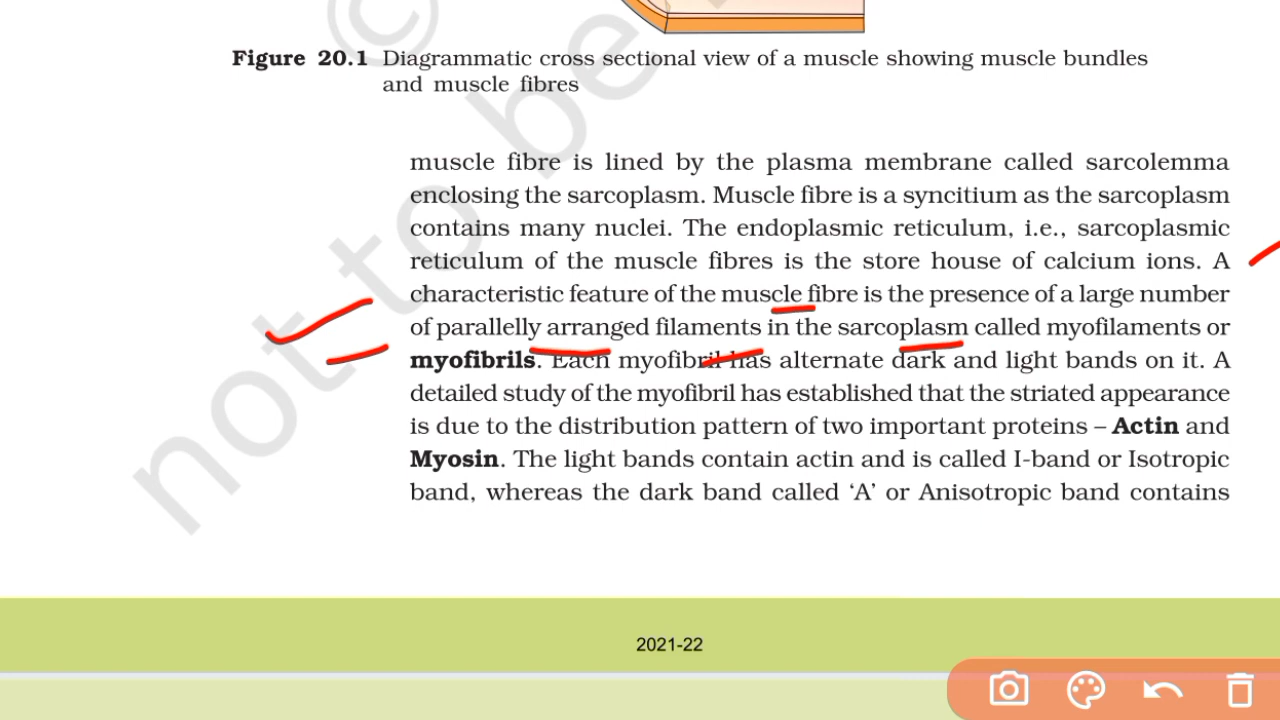 Figure 20.1 Diagrammatic cross sectional view of a muscle showing muscle bundles
and muscle fibres
muscle fibre is lined by the plasma membrane called sarcolemma
enclosing the sarcoplasm. Muscle fibre is a syncitium as the sarcoplasm
contains many nuclei. The endoplasmic reticulum, i.e., sarcoplasmic
reticulum of the muscle fibres is the store house of calcium ions. A
characteristic feature of the muscle fibre is the presence of a large number
of parallelly arranged filaments in the sarcoplasm called myofilaments or
myofibrils. Each myofibril has alternate dark and light bands on it. A
detailed study of the myofibril has established that the striated appearance
is due to the distribution pattern of two important proteins – Actin and
Myosin. The light bands contain actin and is called I-band or Isotropic
band, whereas the dark band called ‘A’ or Anisotropic band contains
not to be
©
2021-22